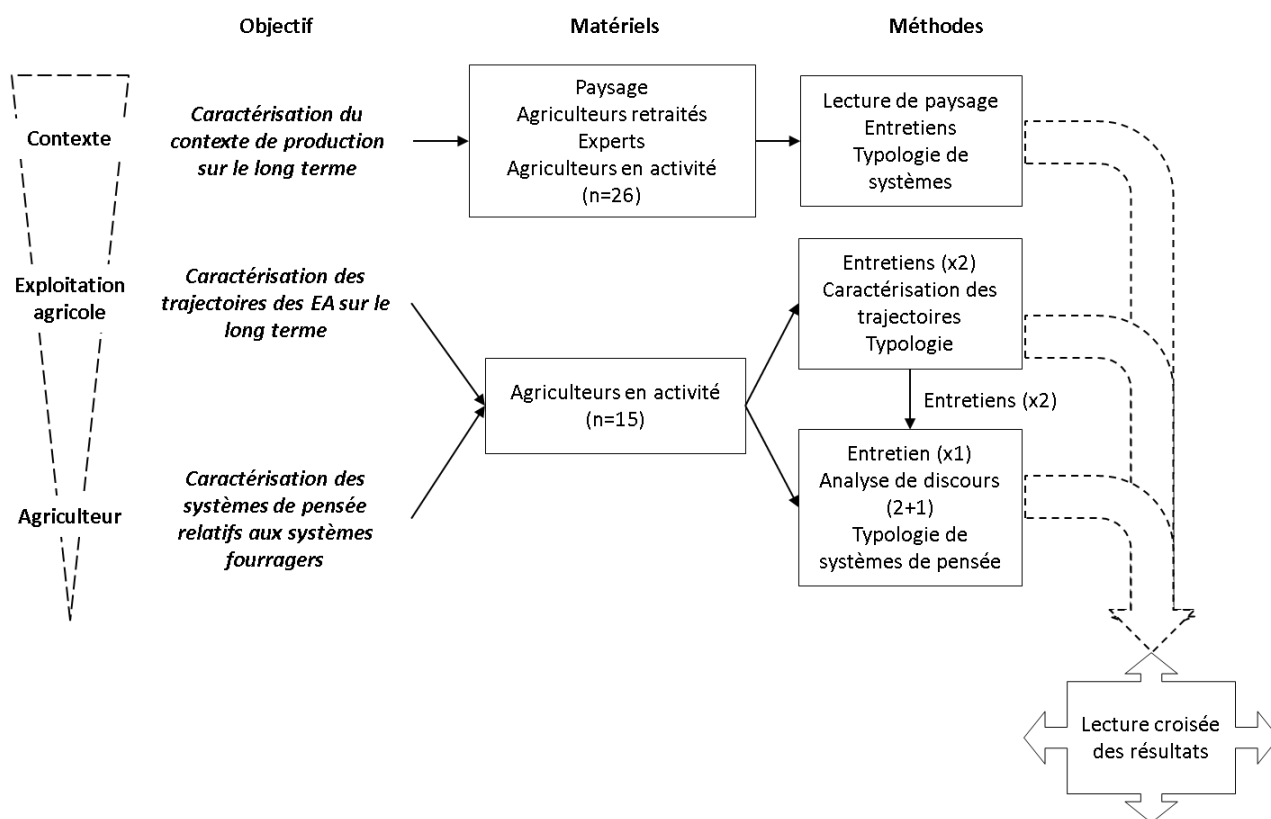 Objectif
Matériels
Méthodes
Contexte
Caractérisation du
contexte de production
sur le long terme
Paysage
Agriculteurs retraités
Experts
Agriculteurs en activité
(n=26)
Lecture de paysage
Entretiens
Typologie de
systèmes
Exploitation
agricole
Caractérisation des
trajectoires des EA sur le
long terme
Entretiens (x2)
Caractérisation des
trajectoires
Typologie
Agriculteurs en activité
(n=15)
Entretiens (x2)
Agriculteur
Caractérisation des
systèmes de pensée
relatifs aux systèmes
fourragers
Entretien (x1)
Analyse de discours
(2+1)
Typologie de
systèmes de pensée
Lecture croisée
des résultats